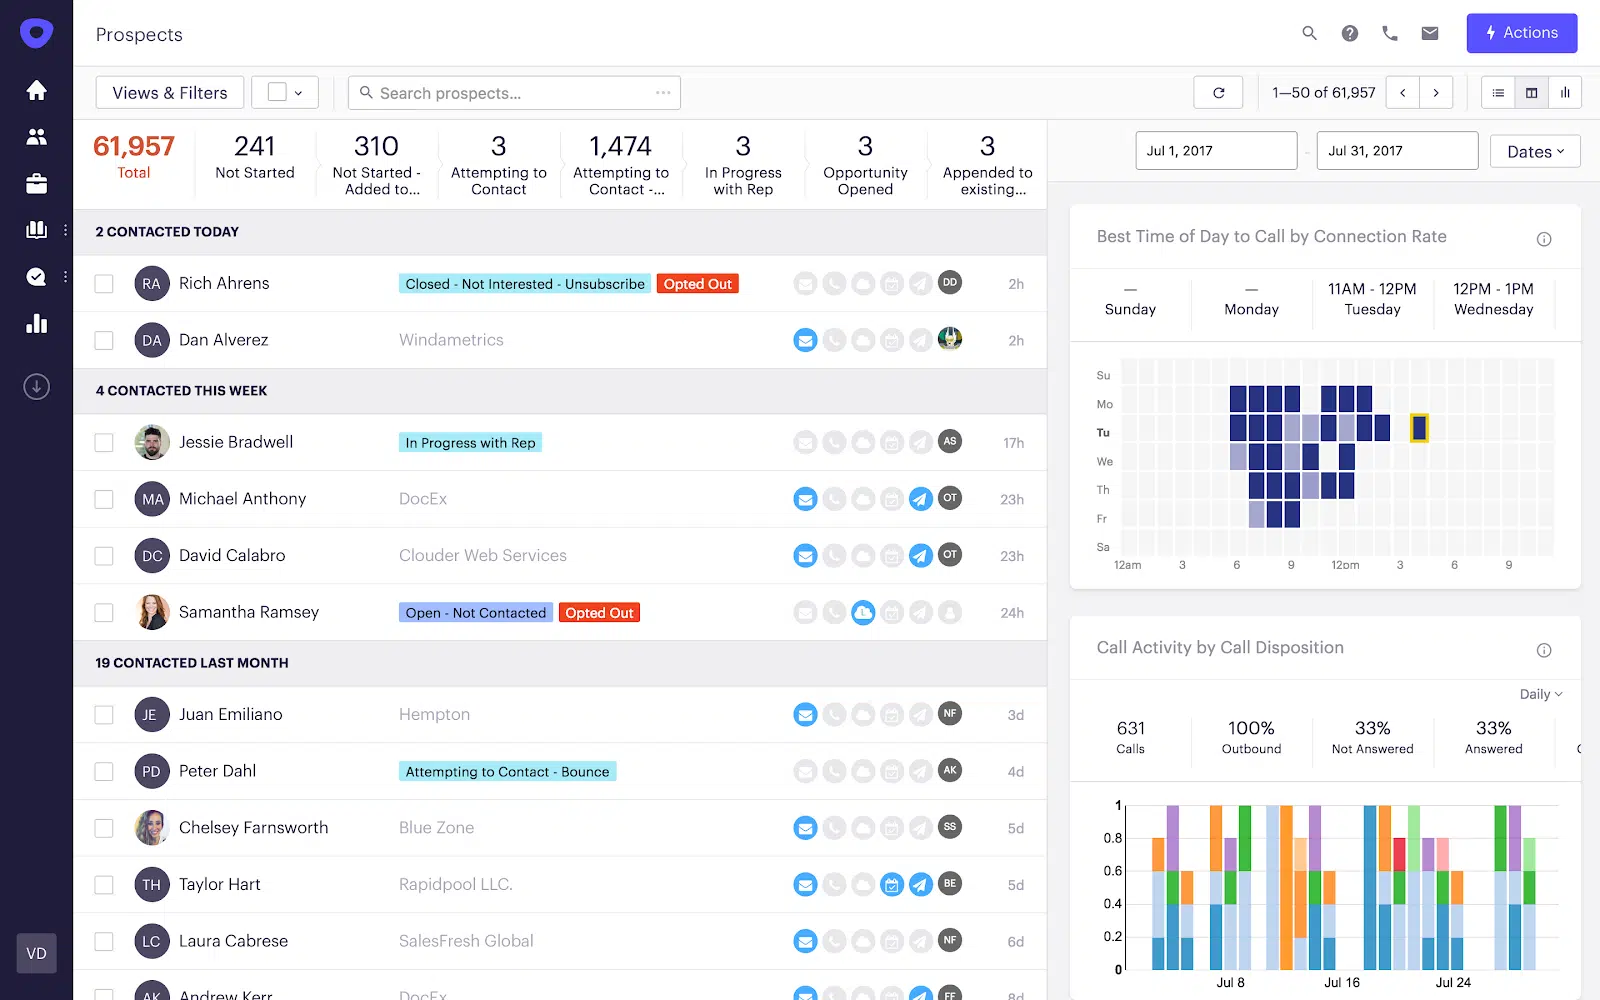 Prospects
Actions
Views & Filters
Search prospects...
1—50 of 61,957
61,957
Total
241
Not Started
310
Not Started -
Added to...
3
Attempting to
Contact
1,474
Attempting to
Contact -...
3
In Progress
with Rep
3
Opportunity
Opened
3
Appended to
existing...
Jul 1, 2017
-
Jul 31, 2017
Dates
2 CONTACTED TODAY
RA Rich Ahrens Closed - Not Interested - Unsubscribe Opted Out DD 2h
DA Dan Alverez Windametrics 2h
4 CONTACTED THIS WEEK
Jessie Bradwell In Progress with Rep AS 17h
MA Michael Anthony DocEx OT 23h
DC David Calabro Clouder Web Services OT 23h
Samantha Ramsey Open - Not Contacted Opted Out 24h
19 CONTACTED LAST MONTH
JE Juan Emiliano Hempton NF 3d
PD Peter Dahl Attempting to Contact - Bounce AK 4d
Chelsey Farnsworth Blue Zone SS 5d
TH Taylor Hart Rapidpool LLC. BE 5d
LC Laura Cabrese SalesFresh Global NF 6d
AK Andrew Kerr DocEx 8d
VD
Best Time of Day to Call by Connection Rate
—
Sunday
—
Monday
11AM - 12PM
Tuesday
12PM - 1PM
Wednesday
Su
Mo
Tu
We
Th
Fr
Sa
12am 3 6 9 12pm 3 6 9
Call Activity by Call Disposition
Daily
631
Calls
100%
Outbound
33%
Not Answered
33%
Answered
1
0.8
0.6
0.4
0.2
0
Jul 8 Jul 16 Jul 24